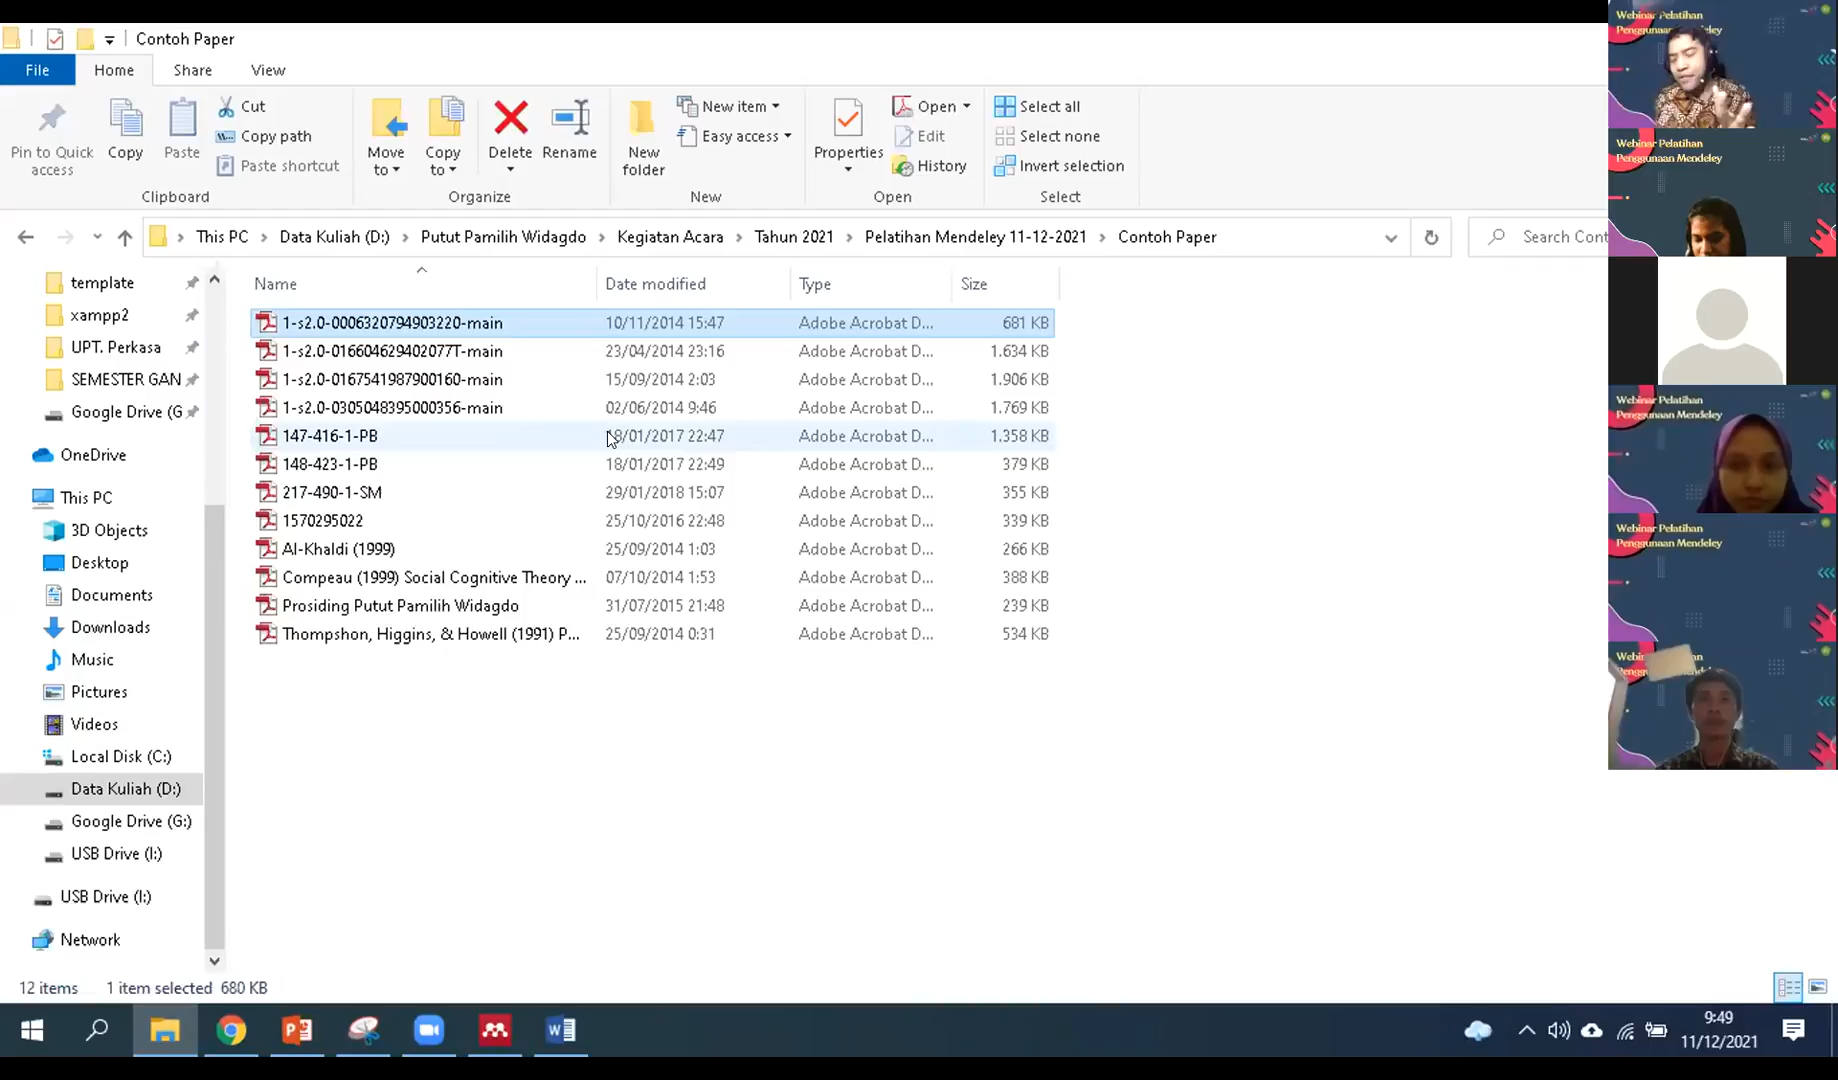 Contoh Paper
File Home Share View
Pin to Quick access
Copy
Paste
Cut
Copy path
Paste shortcut
Clipboard
Move to
Copy to
Delete
Rename
Organize
New folder
New item
Easy access
New
Properties
Open
Edit
History
Open
Select all
Select none
Invert selection
Select
This PC > Data Kuliah (D:) > Putut Pamilih Widagdo > Kegiatan Acara > Tahun 2021 > Pelatihan Mendeley 11-12-2021 > Contoh Paper
Search Cont
template
xampp2
UPT. Perkasa
SEMESTER GAN
Google Drive (G
OneDrive
This PC
3D Objects
Desktop
Documents
Downloads
Music
Pictures
Videos
Local Disk (C:)
Data Kuliah (D:)
Google Drive (G:)
USB Drive (I:)
USB Drive (I:)
Network
Name Date modified Type Size
1-s2.0-0006320794903220-main 10/11/2014 15:47 Adobe Acrobat D... 681 KB
1-s2.0-016604629402077T-main 23/04/2014 23:16 Adobe Acrobat D... 1.634 KB
1-s2.0-0167541987900160-main 15/09/2014 2:03 Adobe Acrobat D... 1.906 KB
1-s2.0-0305048395000356-main 02/06/2014 9:46 Adobe Acrobat D... 1.769 KB
147-416-1-PB 8/01/2017 22:47 Adobe Acrobat D... 1.358 KB
148-423-1-PB 18/01/2017 22:49 Adobe Acrobat D... 379 KB
217-490-1-SM 29/01/2018 15:07 Adobe Acrobat D... 355 KB
1570295022 25/10/2016 22:48 Adobe Acrobat D... 339 KB
Al-Khaldi (1999) 25/09/2014 1:03 Adobe Acrobat D... 266 KB
Compeau (1999) Social Cognitive Theory ... 07/10/2014 1:53 Adobe Acrobat D... 388 KB
Prosiding Putut Pamilih Widagdo 31/07/2015 21:48 Adobe Acrobat D... 239 KB
Thompshon, Higgins, & Howell (1991) P... 25/09/2014 0:31 Adobe Acrobat D... 534 KB
12 items 1 item selected 680 KB
9:49
11/12/2021
Webinar Pelatihan
Penggunaan Mendeley
Webinar Pelatihan
Penggunaan Mendeley
Webinar Pelatihan
Penggunaan Mendeley
Webinar Pelatihan
Penggunaan Mendeley